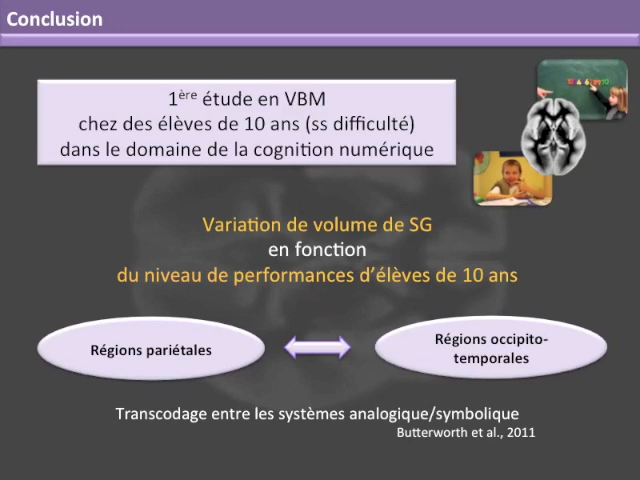 Conclusion
1ère étude en VBM
chez des élèves de 10 ans (ss difficulté)
dans le domaine de la cognition numérique
Variation de volume de SG
en fonction
du niveau de performances d’élèves de 10 ans
Régions pariétales
Régions occipito-
temporales
Transcodage entre les systèmes analogique/symbolique
Butterworth et al., 2011